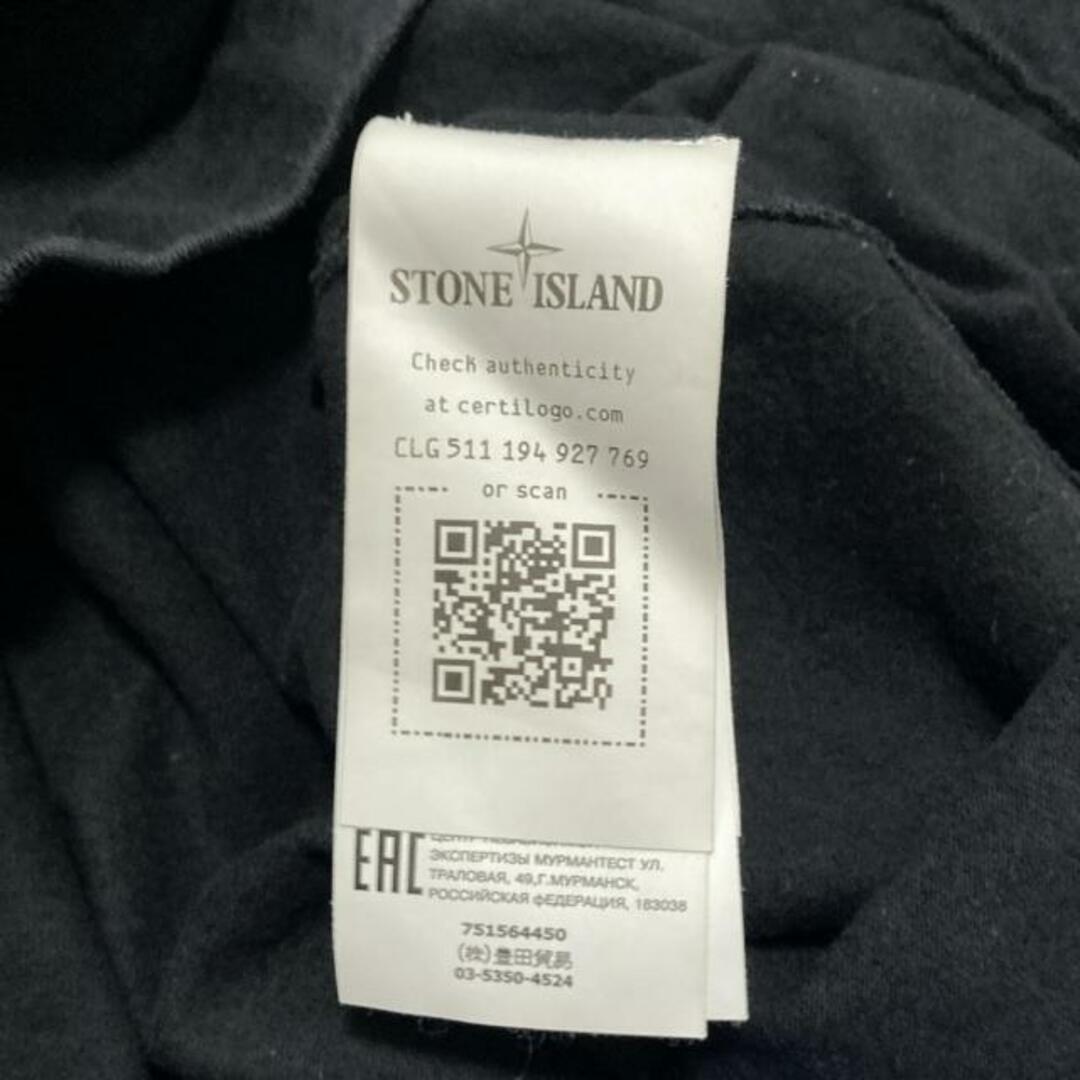 STONE ISLAND
Check authenticity
at certilogo.com
CLG 511 194 927 769
or scan
EAC
ЭКСПЕРТИЗЫ МУРМАНТЕСТ УЛ.
ТРАЛОВАЯ, 49,Г.МУРМАНСК,
РОССИЙСКАЯ ФЕДЕРАЦИЯ, 183038
751564450
(株)豊田貿易
03-5350-4524